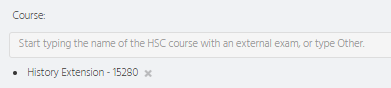 Course:
Start typing the name of the HSC course with an external exam, or type Other.
• History Extension - 15280 ×